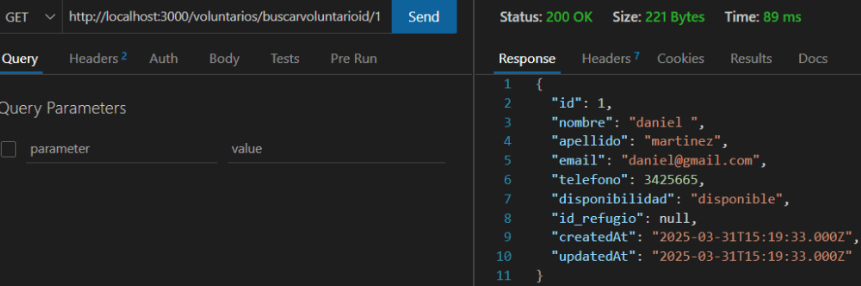 GET http://localhost:3000/voluntarios/buscarvoluntarioid/1 Send
Query Headers 2 Auth Body Tests Pre Run
Query Parameters
parameter value
Status: 200 OK Size: 221 Bytes Time: 89 ms
Response Headers 7 Cookies Results Docs
1 {
2 "id": 1,
3 "nombre": "daniel ",
4 "apellido": "martinez",
5 "email": "daniel@gmail.com",
6 "telefono": 3425665,
7 "disponibilidad": "disponible",
8 "id_refugio": null,
9 "createdAt": "2025-03-31T15:19:33.000Z",
10 "updatedAt": "2025-03-31T15:19:33.000Z"
11 }